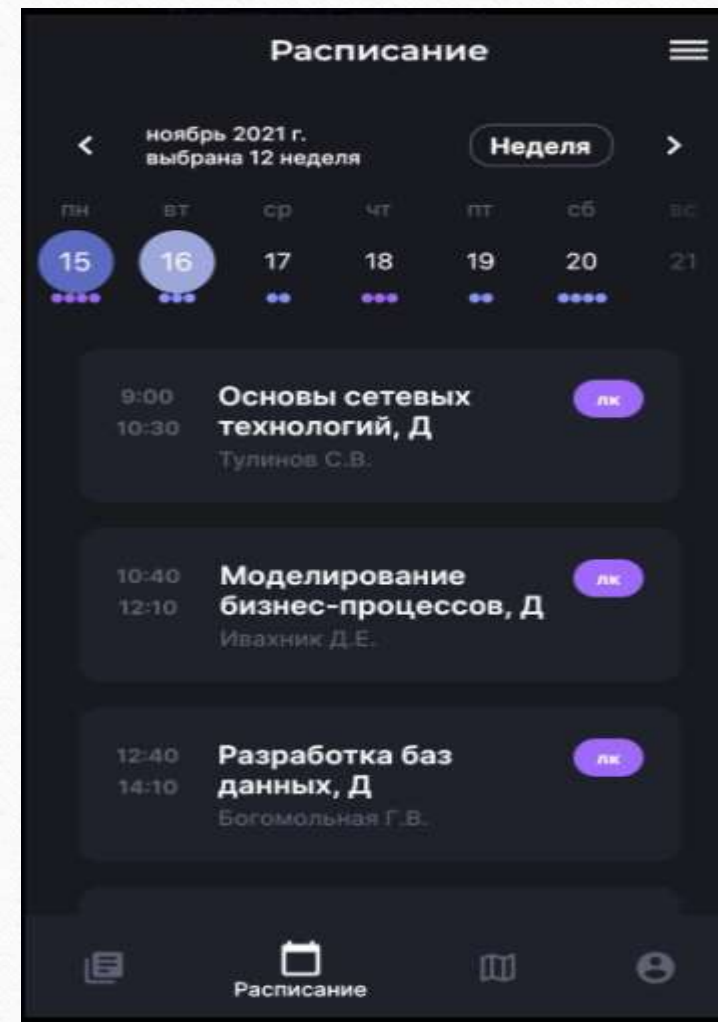 Расписание
ноябрь 2021 г.
выбрана 12 неделя
Неделя
пн вт ср чт пт сб вс
15 16 17 18 19 20 21
9:00 Основы сетевых лк
10:30 технологий, Д
Тулинов С.В.
10:40 Моделирование лк
12:10 бизнес-процессов, Д
Ивахник Д.Е.
12:40 Разработка баз лк
14:10 данных, Д
Богомольная Г.В.
Расписание